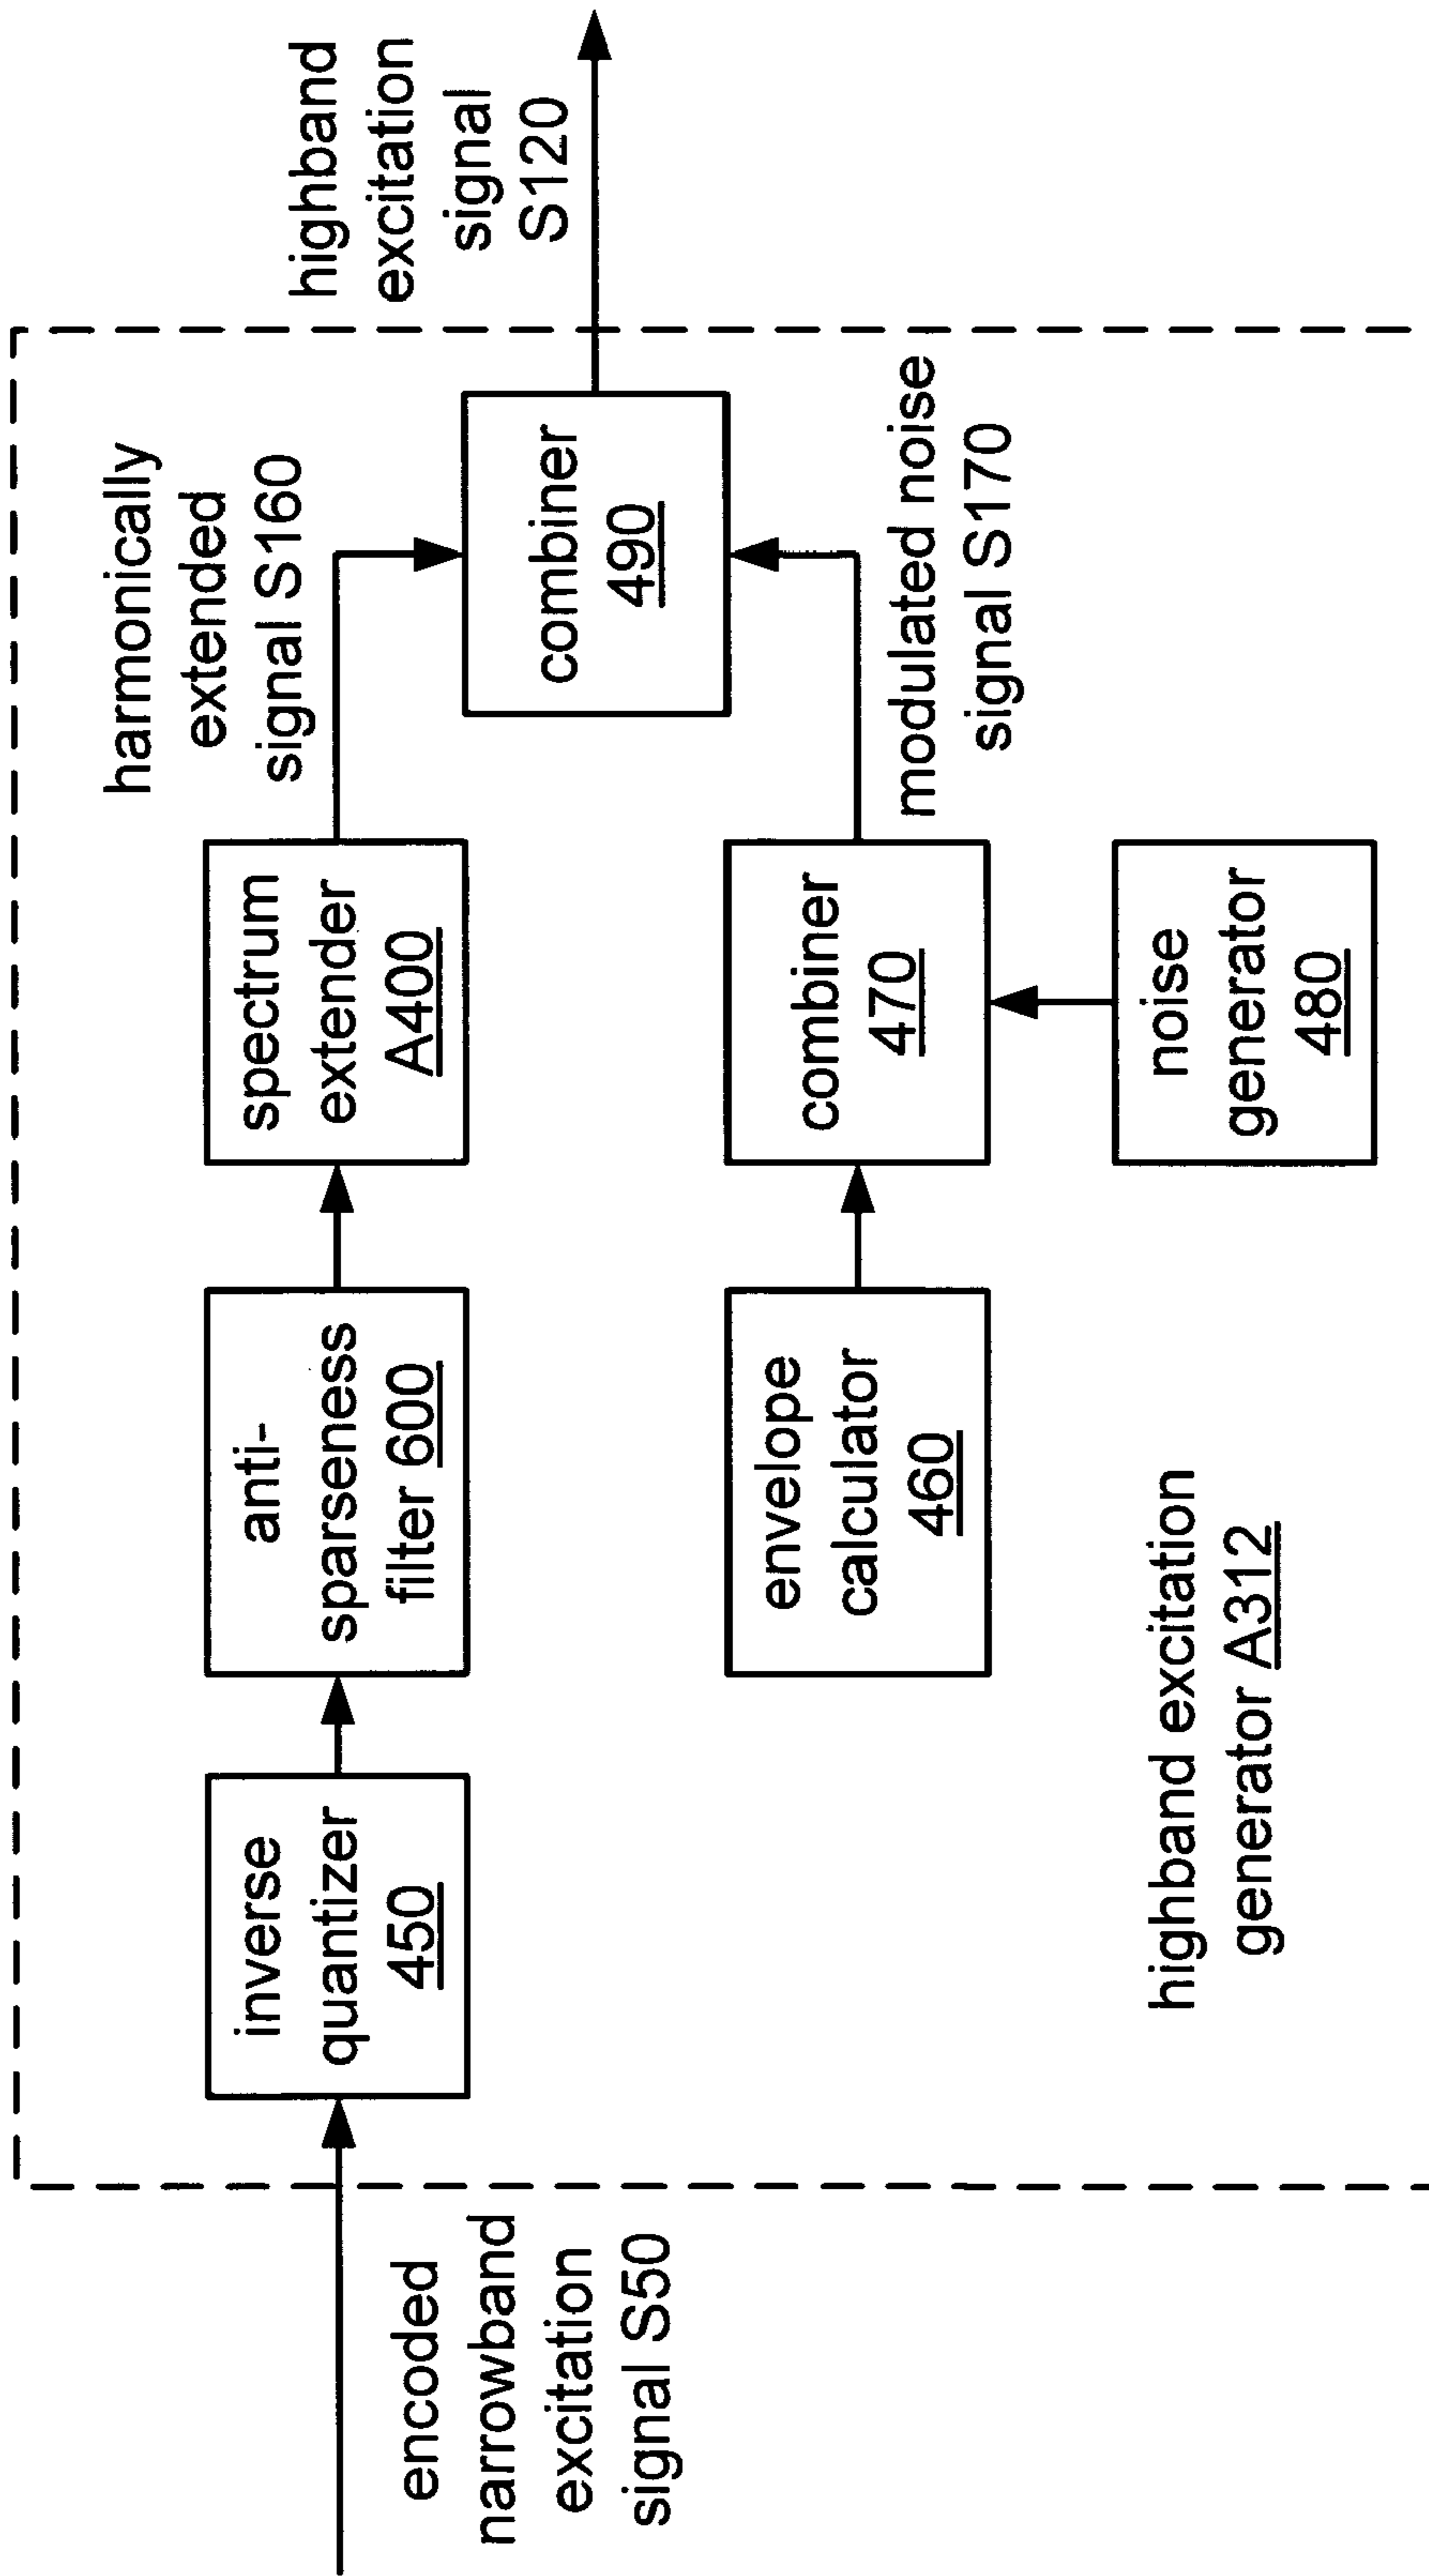 encoded
narrowband
excitation
signal S50
inverse
quantizer
450
anti-
sparseness
filter 600
spectrum
extender
A400
harmonically
extended
signal S160
envelope
calculator
460
combiner
470
noise
generator
480
modulated noise
signal S170
combiner
490
highband
excitation
signal
S120
highband excitation
generator A312